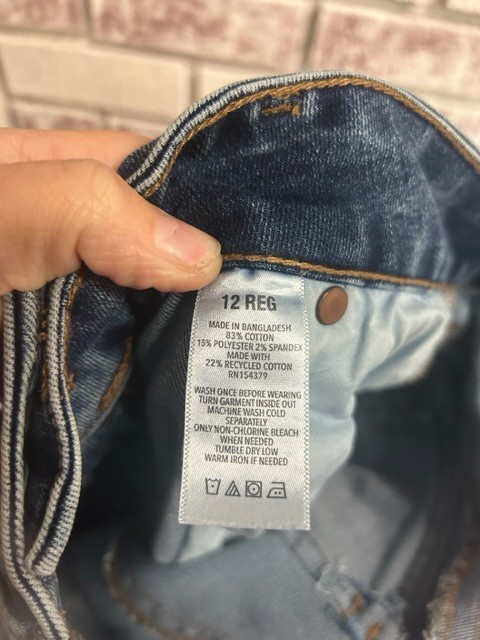 12 REG
MADE IN BANGLADESH
83% COTTON
15% POLYESTER 2% SPANDEX
MADE WITH
22% RECYCLED COTTON
RN154379
WASH ONCE BEFORE WEARING
TURN GARMENT INSIDE OUT
MACHINE WASH COLD
SEPARATELY
ONLY NON-CHLORINE BLEACH
WHEN NEEDED
TUMBLE DRY LOW
WARM IRON IF NEEDED